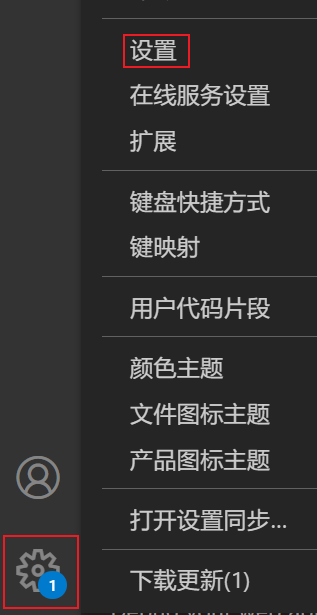 设置
在线服务设置
扩展
键盘快捷方式
键映射
用户代码片段
颜色主题
文件图标主题
产品图标主题
打开设置同步...
1
下载更新(1)